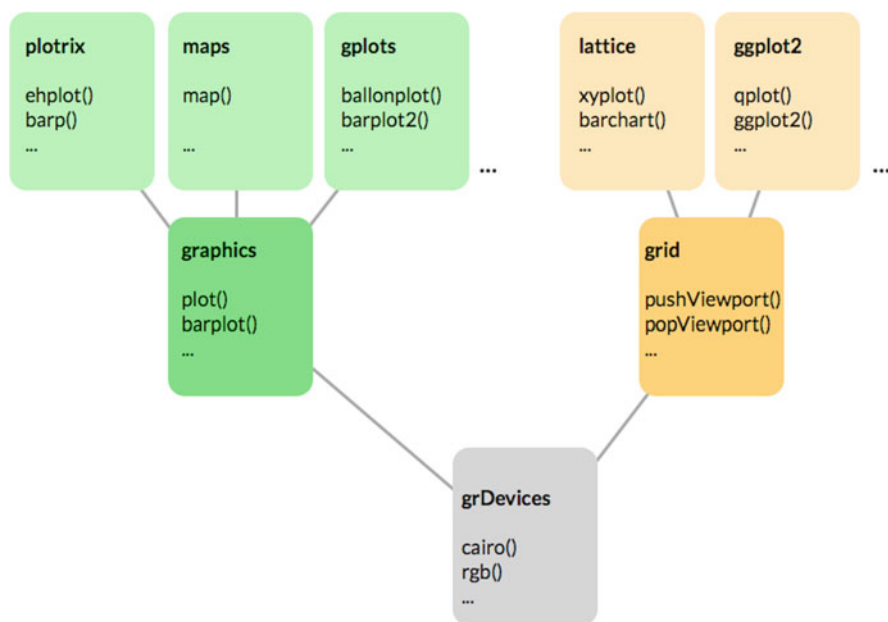 plotrix
ehplot()
barp()
...
maps
map()
...
gplots
ballonplot()
barplot2()
...
...
lattice
xyplot()
barchart()
...
ggplot2
qplot()
ggplot2()
...
...
graphics
plot()
barplot()
...
grid
pushViewport()
popViewport()
...
grDevices
cairo()
rgb()
...